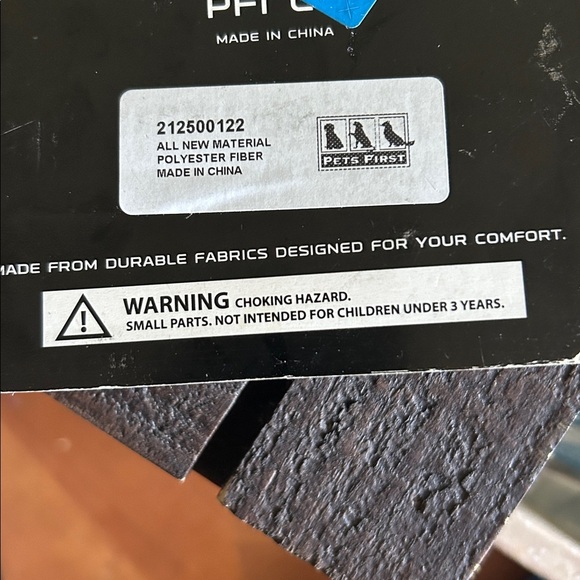 MADE IN CHINA
212500122
ALL NEW MATERIAL
POLYESTER FIBER
MADE IN CHINA
PETS FIRST
MADE FROM DURABLE FABRICS DESIGNED FOR YOUR COMFORT.
WARNING CHOKING HAZARD.
SMALL PARTS. NOT INTENDED FOR CHILDREN UNDER 3 YEARS.